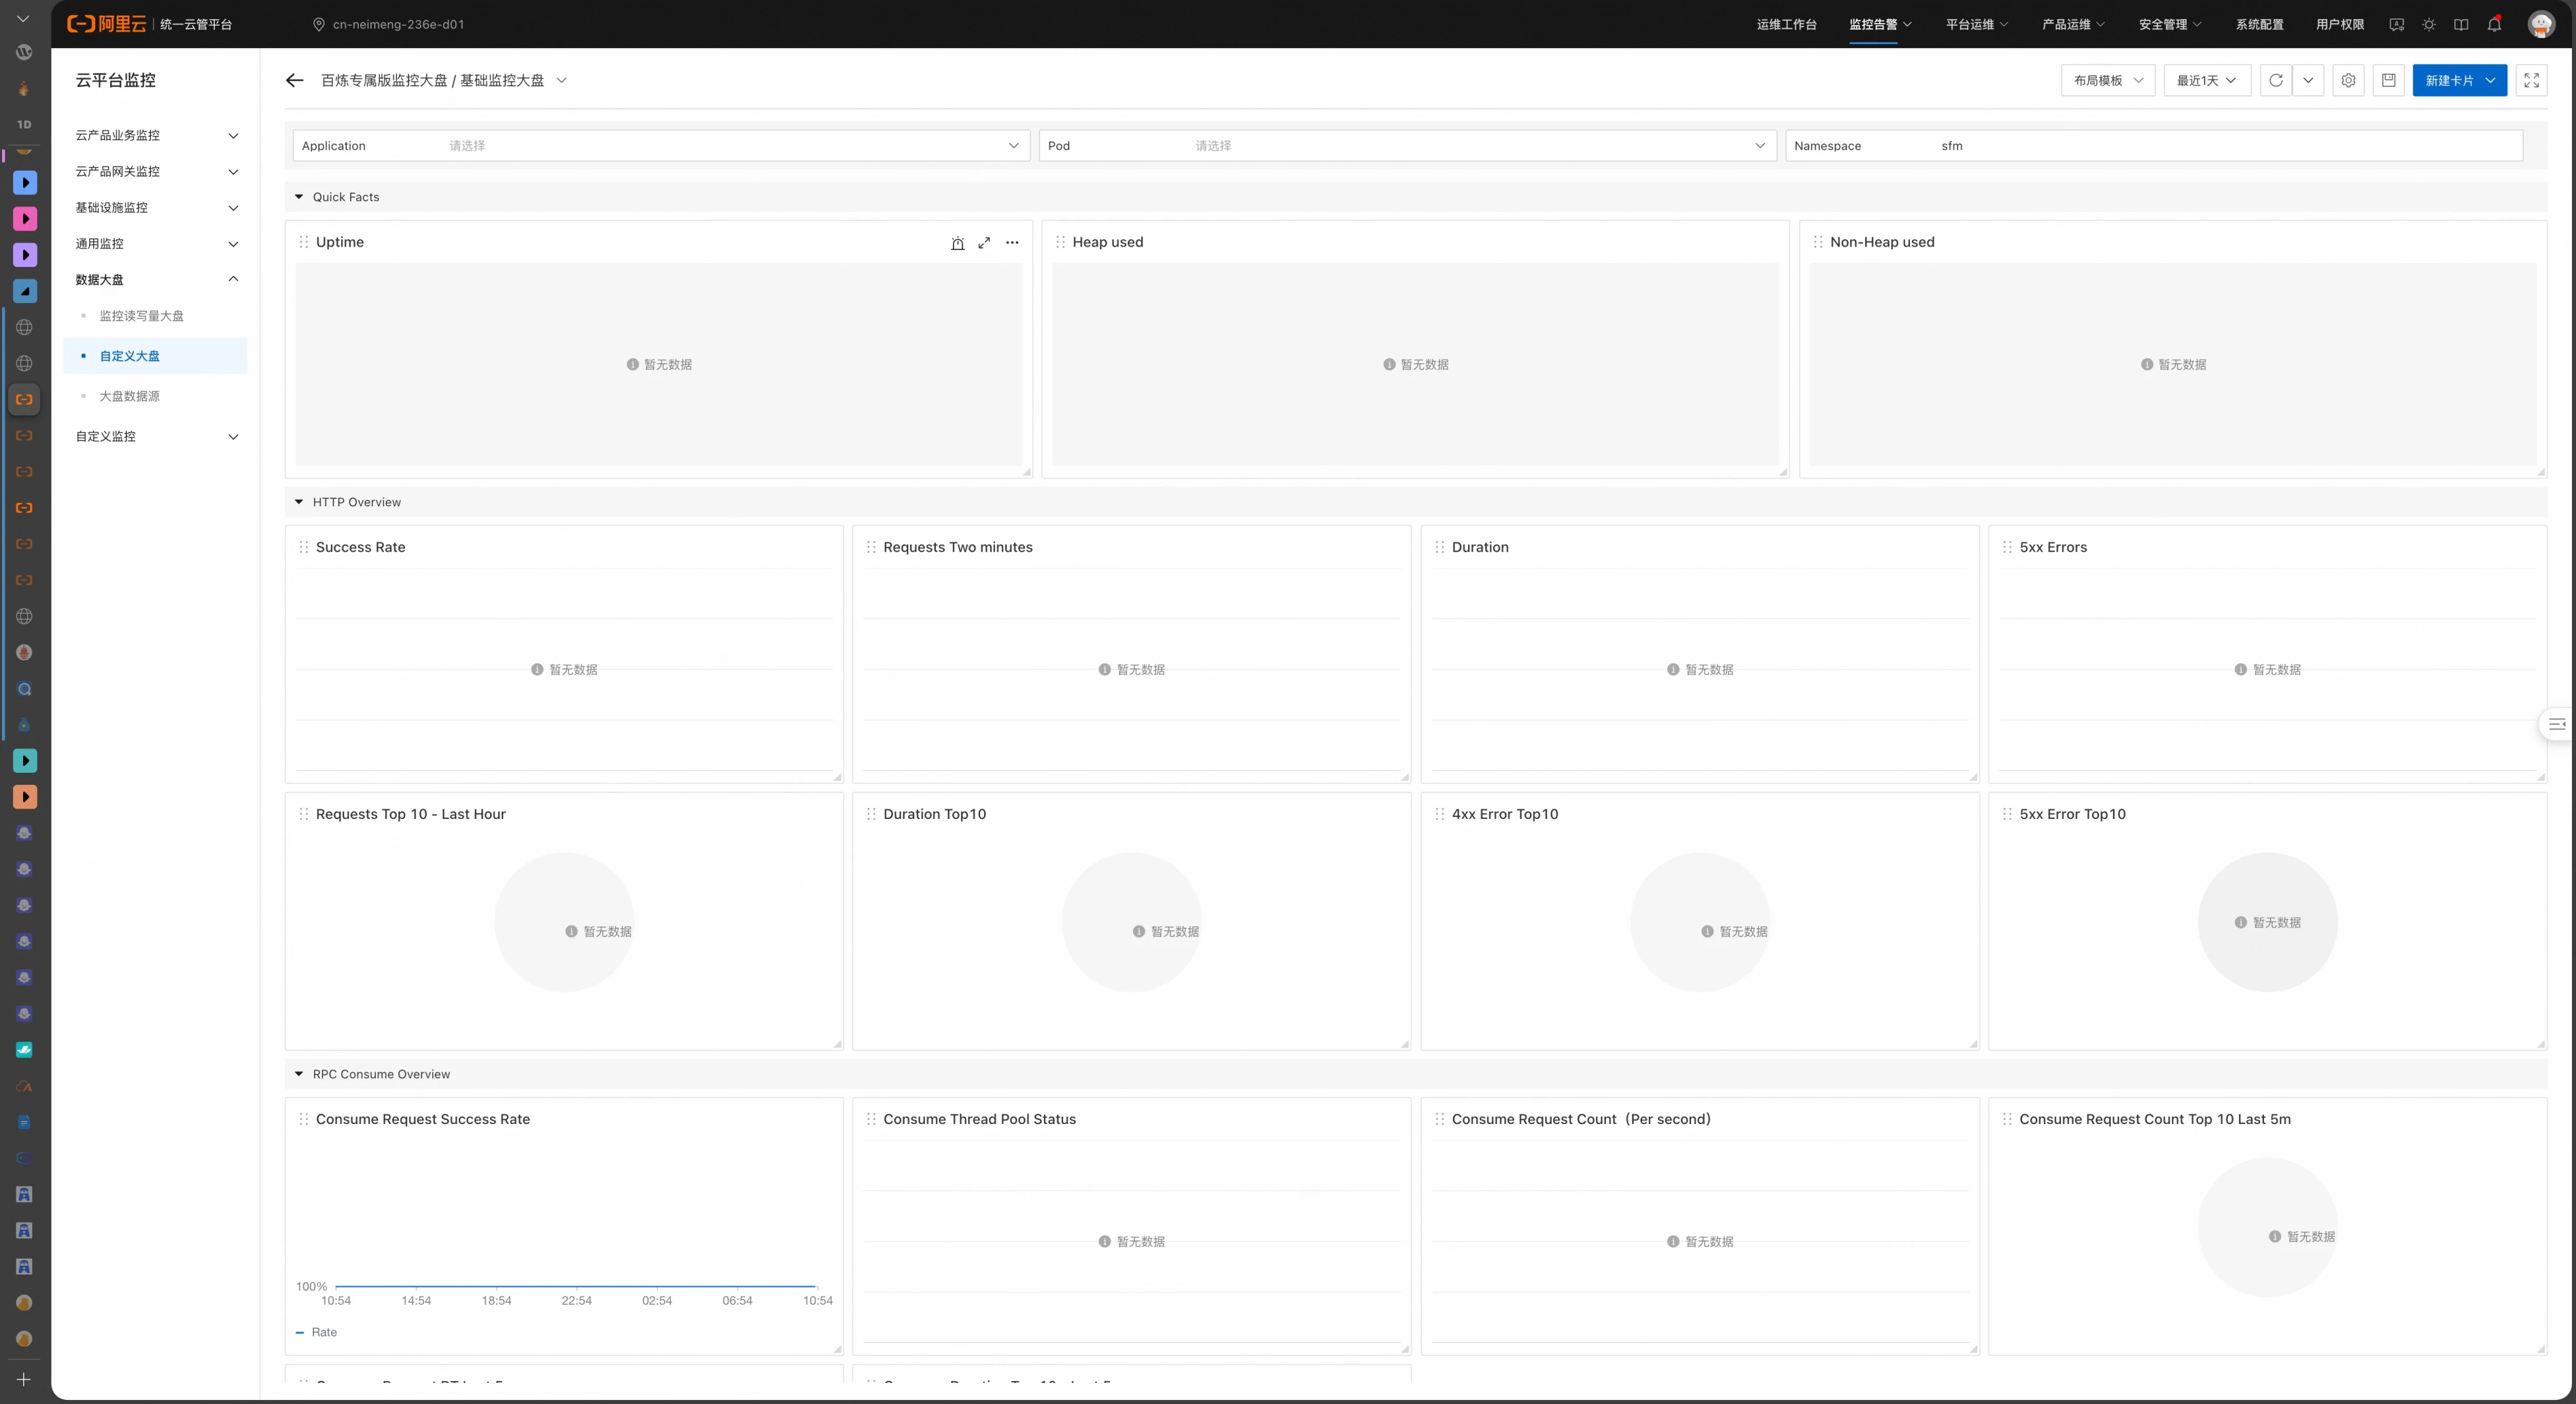 阿里云 统一云管平台 cn-neimeng-236e-d01 运维工作台 监控告警 平台运维 产品运维 安全管理 系统配置 用户权限
1D
云平台监控
云产品业务监控
云产品网关监控
基础设施监控
通用监控
数据大盘
监控读写量大盘
自定义大盘
大盘数据源
自定义监控
百炼专属版监控大盘 / 基础监控大盘 布局模板 最近1天 新建卡片
Application 请选择 Pod 请选择 Namespace sfm
Quick Facts
Uptime Heap used Non-Heap used
暂无数据 暂无数据 暂无数据
HTTP Overview
Success Rate Requests Two minutes Duration 5xx Errors
暂无数据 暂无数据 暂无数据 暂无数据
Requests Top 10 - Last Hour Duration Top10 4xx Error Top10 5xx Error Top10
暂无数据 暂无数据 暂无数据 暂无数据
RPC Consume Overview
Consume Request Success Rate Consume Thread Pool Status Consume Request Count（Per second） Consume Request Count Top 10 Last 5m
暂无数据 暂无数据 暂无数据
100%
10:54 14:54 18:54 22:54 02:54 06:54 10:54
Rate